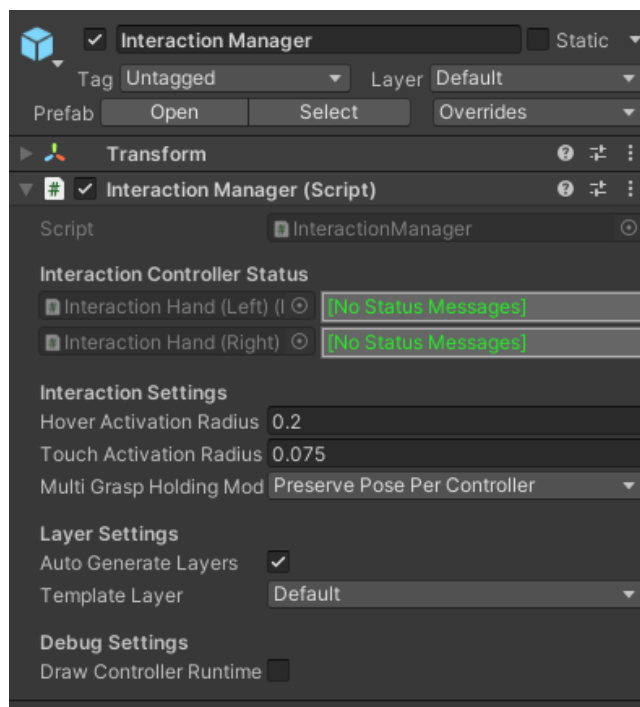 Interaction Manager Static
Tag Untagged Layer Default
Prefab Open Select Overrides
Transform
# Interaction Manager (Script)
Script InteractionManager
Interaction Controller Status
Interaction Hand (Left) (I [No Status Messages]
Interaction Hand (Right) [No Status Messages]
Interaction Settings
Hover Activation Radius 0.2
Touch Activation Radius 0.075
Multi Grasp Holding Mod Preserve Pose Per Controller
Layer Settings
Auto Generate Layers
Template Layer Default
Debug Settings
Draw Controller Runtime